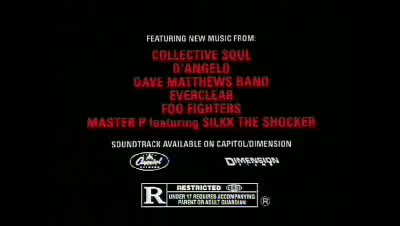 FEATURING NEW MUSIC FROM:
COLLECTIVE SOUL
D'ANGELO
DAVE MATTHEWS BAND
EVERCLEAR
FOO FIGHTERS
MASTER P featuring SILKK THE SHOCKER
SOUNDTRACK AVAILABLE ON CAPITOL/DIMENSION
Capitol
DIMENSION
R
RESTRICTED
UNDER 17 REQUIRES ACCOMPANYING
PARENT OR ADULT GUARDIAN
®